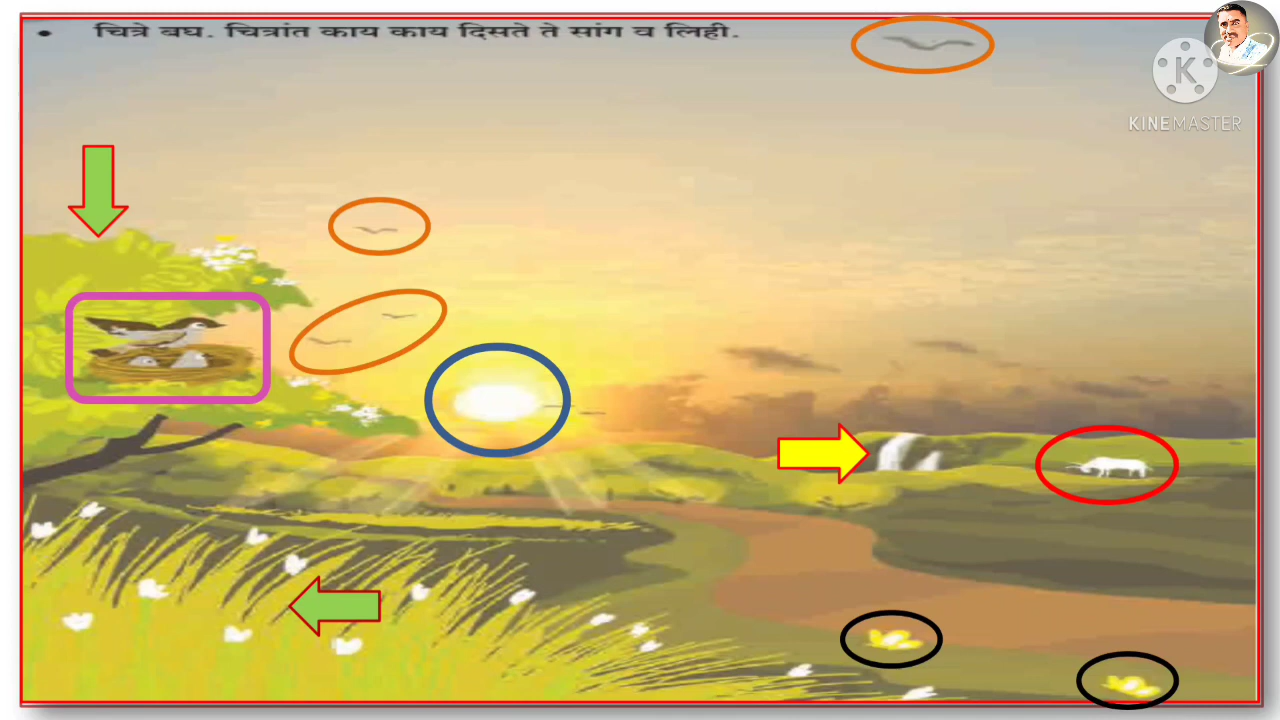 • चित्रे बघ. चित्रांत काय काय दिसते ते सांग व लिही.
K
KINEMASTER